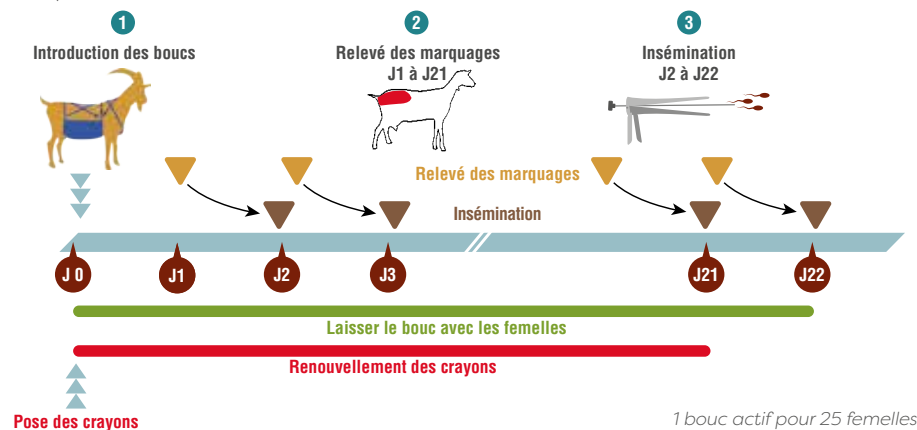 1
Introduction des boucs
2
Relevé des marquages
J1 à J21
3
Insémination
J2 à J22
Relevé des marquages
Insémination
J 0
J1
J2
J3
J21
J22
Laisser le bouc avec les femelles
Renouvellement des crayons
Pose des crayons
1 bouc actif pour 25 femelles